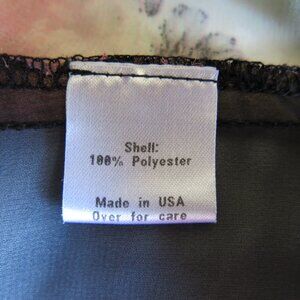 Shell:
100% Polyester
Made in USA
Over for care